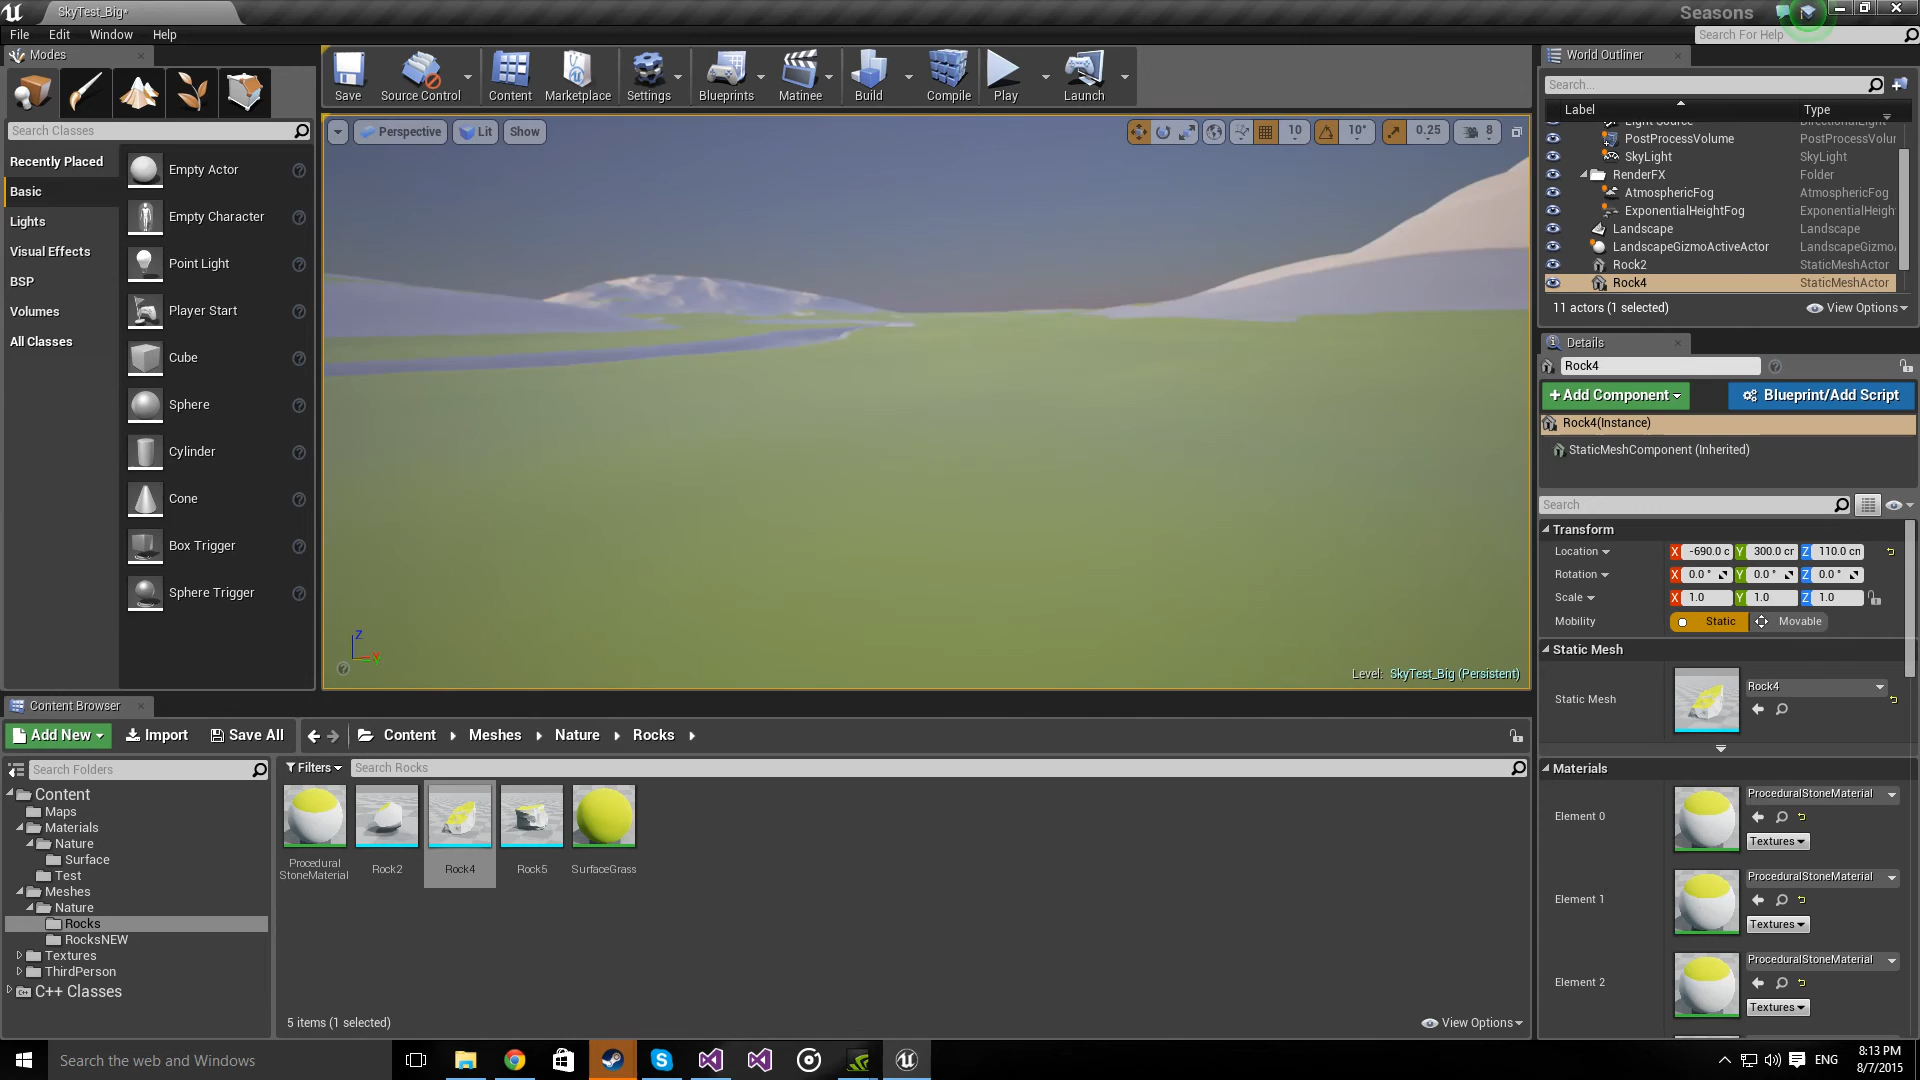 SkyTest_Big*
Seasons
File Edit Window Help
Search For Help
Modes
Search Classes
Recently Placed
Basic
Lights
Visual Effects
BSP
Volumes
All Classes
Empty Actor
Empty Character
Point Light
Player Start
Cube
Sphere
Cylinder
Cone
Box Trigger
Sphere Trigger
Save
Source Control
Content
Marketplace
Settings
Blueprints
Matinee
Build
Compile
Play
Launch
Perspective Lit Show
10 10° 0.25 8
Z
X
Level: SkyTest_Big (Persistent)
World Outliner
Search...
Label Type
Light Source DirectionalLight
PostProcessVolume PostProcessVolur
SkyLight SkyLight
RenderFX Folder
AtmosphericFog AtmosphericFog
ExponentialHeightFog ExponentialHeigh
Landscape Landscape
LandscapeGizmoActiveActor LandscapeGizmo
Rock2 StaticMeshActor
Rock4 StaticMeshActor
11 actors (1 selected) View Options
Details
Rock4
+Add Component Blueprint/Add Script
Rock4(Instance)
StaticMeshComponent (Inherited)
Search
Transform
Location X -690.0 c Y 300.0 cr Z 110.0 cn
Rotation X 0.0 ° Y 0.0 ° Z 0.0 °
Scale X 1.0 Y 1.0 Z 1.0
Mobility Static Movable
Static Mesh
Static Mesh Rock4
Materials
Element 0 ProceduralStoneMaterial
Textures
Element 1 ProceduralStoneMaterial
Textures
Element 2 ProceduralStoneMaterial
Textures
Content Browser
Add New Import Save All Content Meshes Nature Rocks
Search Folders
Content
Maps
Materials
Nature
Surface
Test
Meshes
Nature
Rocks
RocksNEW
Textures
ThirdPerson
C++ Classes
Filters Search Rocks
Procedural
StoneMaterial
Rock2
Rock4
Rock5
SurfaceGrass
5 items (1 selected) View Options
Search the web and Windows
ENG
8:13 PM
8/7/2015